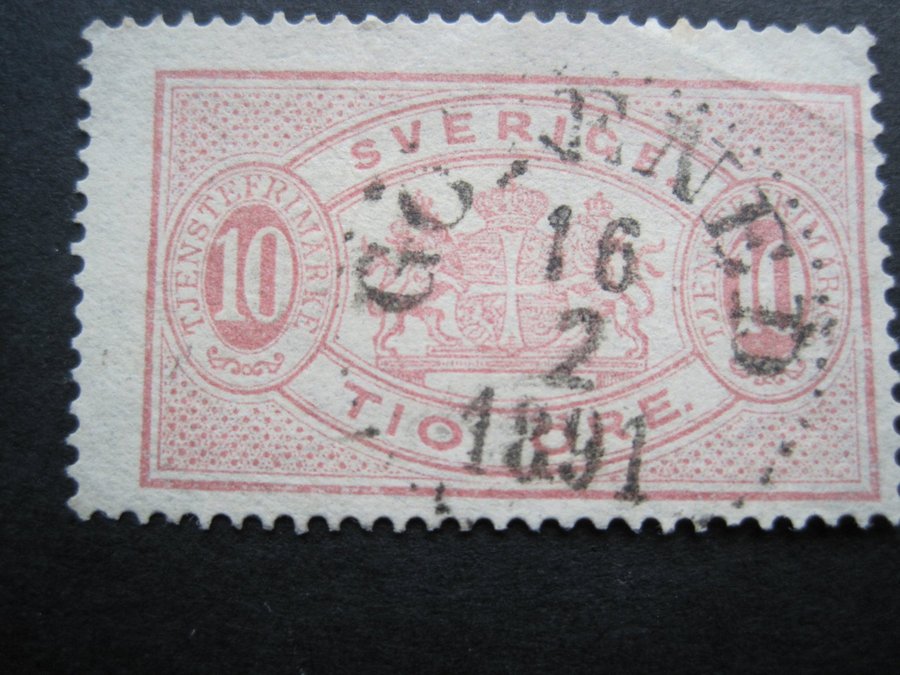 SVERIGE
TJENSTEFRIMÄRKE
10
10
TIO ÖRE.
16
2
1891